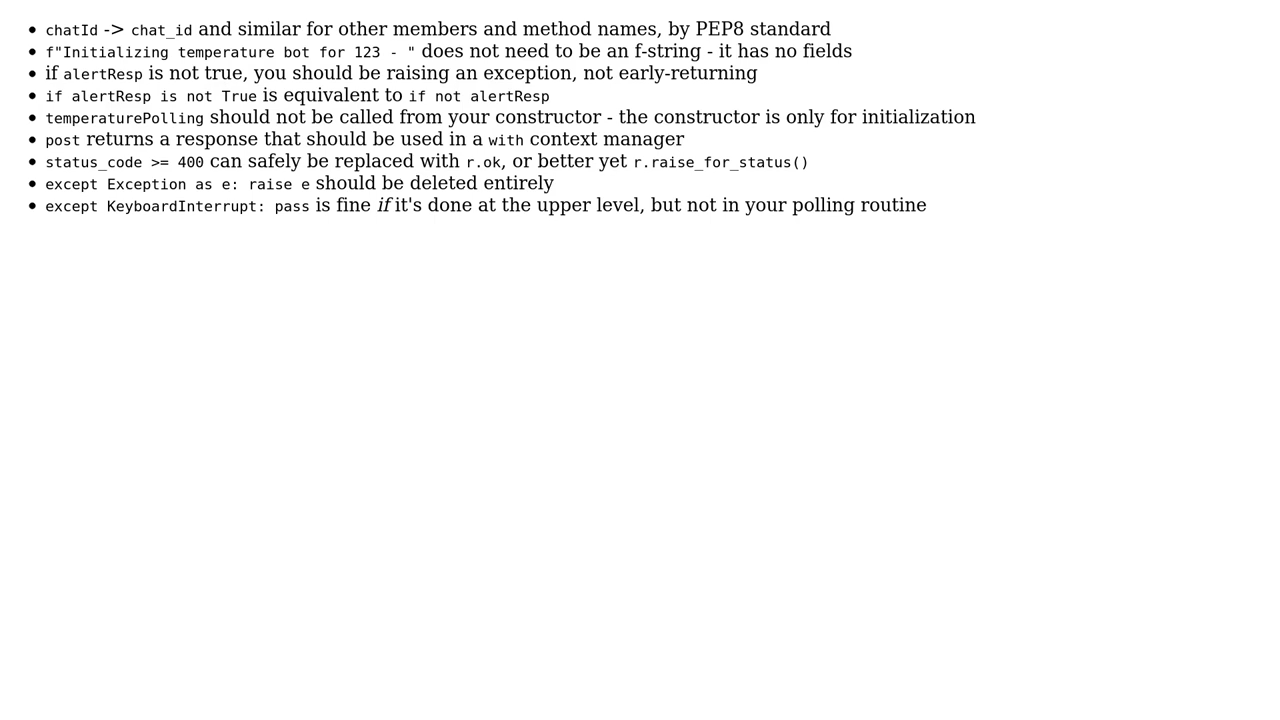 • chatId -> chat_id and similar for other members and method names, by PEP8 standard
• f"Initializing temperature bot for 123 - " does not need to be an f-string - it has no fields
• if alertResp is not true, you should be raising an exception, not early-returning
• if alertResp is not True is equivalent to if not alertResp
• temperaturePolling should not be called from your constructor - the constructor is only for initialization
• post returns a response that should be used in a with context manager
• status_code >= 400 can safely be replaced with r.ok, or better yet r.raise_for_status()
• except Exception as e: raise e should be deleted entirely
• except KeyboardInterrupt: pass is fine if it's done at the upper level, but not in your polling routine